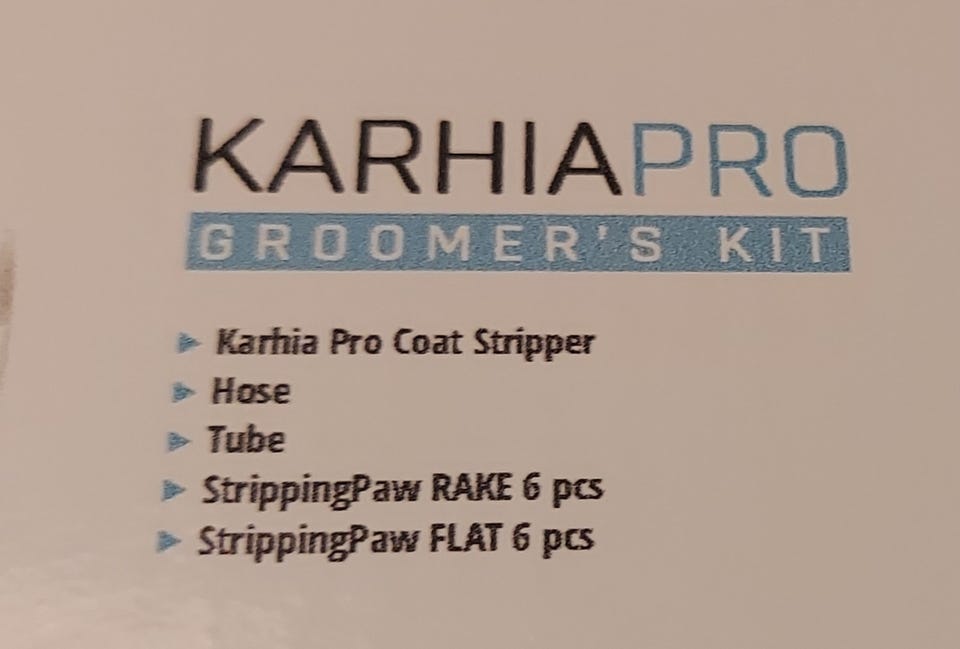 KARHIAPRO
GROOMER'S KIT
Karhia Pro Coat Stripper
Hose
Tube
StrippingPaw RAKE 6 pcs
StrippingPaw FLAT 6 pcs